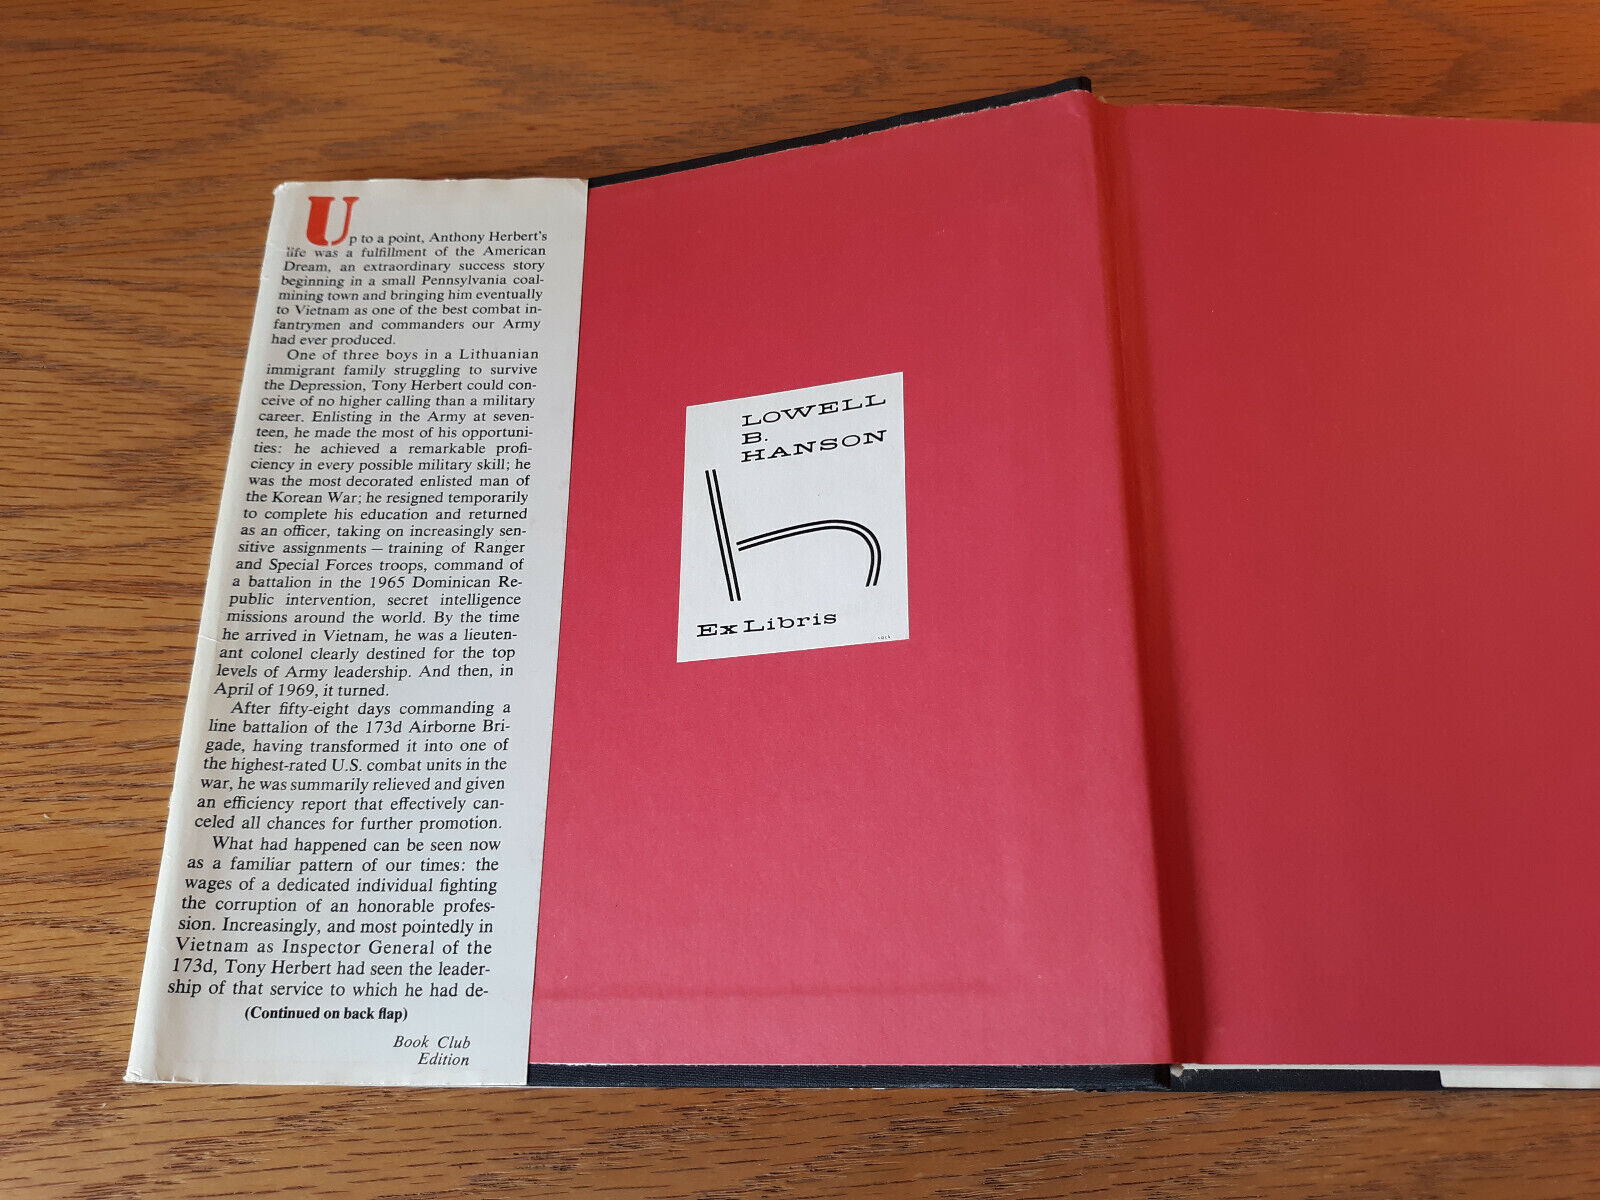 Up to a point, Anthony Herbert's
life was a fulfillment of the American
Dream, an extraordinary success story
beginning in a small Pennsylvania coal-
mining town and bringing him eventually
to Vietnam as one of the best combat in-
fantrymen and commanders our Army
had ever produced.
One of three boys in a Lithuanian
immigrant family struggling to survive
the Depression, Tony Herbert could con-
ceive of no higher calling than a military
career. Enlisting in the Army at seven-
teen, he made the most of his opportuni-
ties: he achieved a remarkable profi-
ciency in every possible military skill; he
was the most decorated enlisted man of
the Korean War; he resigned temporarily
to complete his education and returned
as an officer, taking on increasingly sen-
sitive assignments — training of Ranger
and Special Forces troops, command of
a battalion in the 1965 Dominican Re-
public intervention, secret intelligence
missions around the world. By the time
he arrived in Vietnam, he was a lieuten-
ant colonel clearly destined for the top
levels of Army leadership. And then, in
April of 1969, it turned.
After fifty-eight days commanding a
line battalion of the 173d Airborne Bri-
gade, having transformed it into one of
the highest-rated U.S. combat units in the
war, he was summarily relieved and given
an efficiency report that effectively can-
celed all chances for further promotion.
What had happened can be seen now
as a familiar pattern of our times: the
wages of a dedicated individual fighting
the corruption of an honorable profes-
sion. Increasingly, and most pointedly in
Vietnam as Inspector General of the
173d, Tony Herbert had seen the leader-
ship of that service to which he had de-
(Continued on back flap)
Book Club
Edition
LOWELL
B.
HANSON
Ex Libris